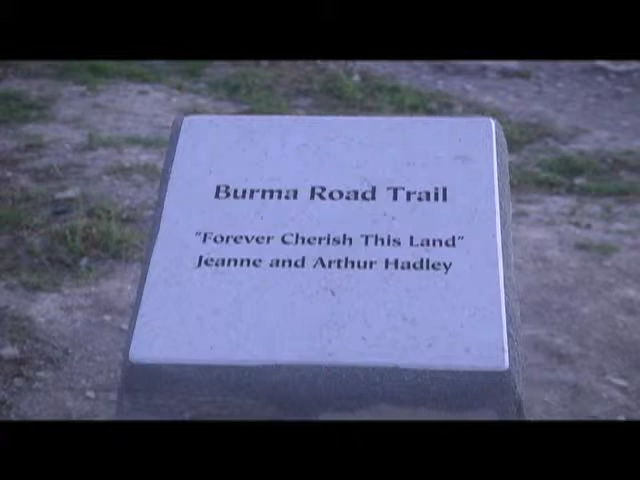 Burma Road Trail
"Forever Cherish This Land"
Jeanne and Arthur Hadley